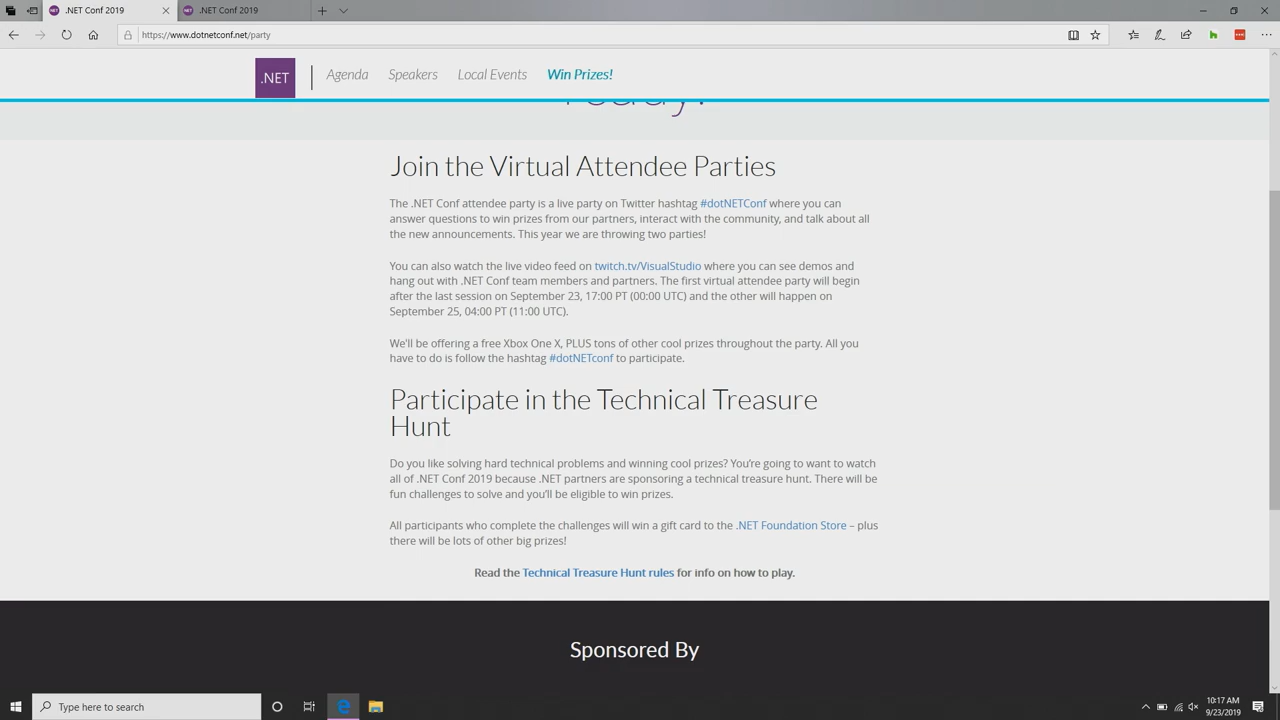 .NET Conf 2019
.NET Conf 2019
https://www.dotnetconf.net/party
.NET
Agenda
Speakers
Local Events
Win Prizes!
Join the Virtual Attendee Parties
The .NET Conf attendee party is a live party on Twitter hashtag #dotNETConf where you can
answer questions to win prizes from our partners, interact with the community, and talk about all
the new announcements. This year we are throwing two parties!
You can also watch the live video feed on twitch.tv/VisualStudio where you can see demos and
hang out with .NET Conf team members and partners. The first virtual attendee party will begin
after the last session on September 23, 17:00 PT (00:00 UTC) and the other will happen on
September 25, 04:00 PT (11:00 UTC).
We'll be offering a free Xbox One X, PLUS tons of other cool prizes throughout the party. All you
have to do is follow the hashtag #dotNETconf to participate.
Participate in the Technical Treasure
Hunt
Do you like solving hard technical problems and winning cool prizes? You're going to want to watch
all of .NET Conf 2019 because .NET partners are sponsoring a technical treasure hunt. There will be
fun challenges to solve and you'll be eligible to win prizes.
All participants who complete the challenges will win a gift card to the .NET Foundation Store – plus
there will be lots of other big prizes!
Read the Technical Treasure Hunt rules for info on how to play.
Sponsored By
Type here to search
10:17 AM
9/23/2019